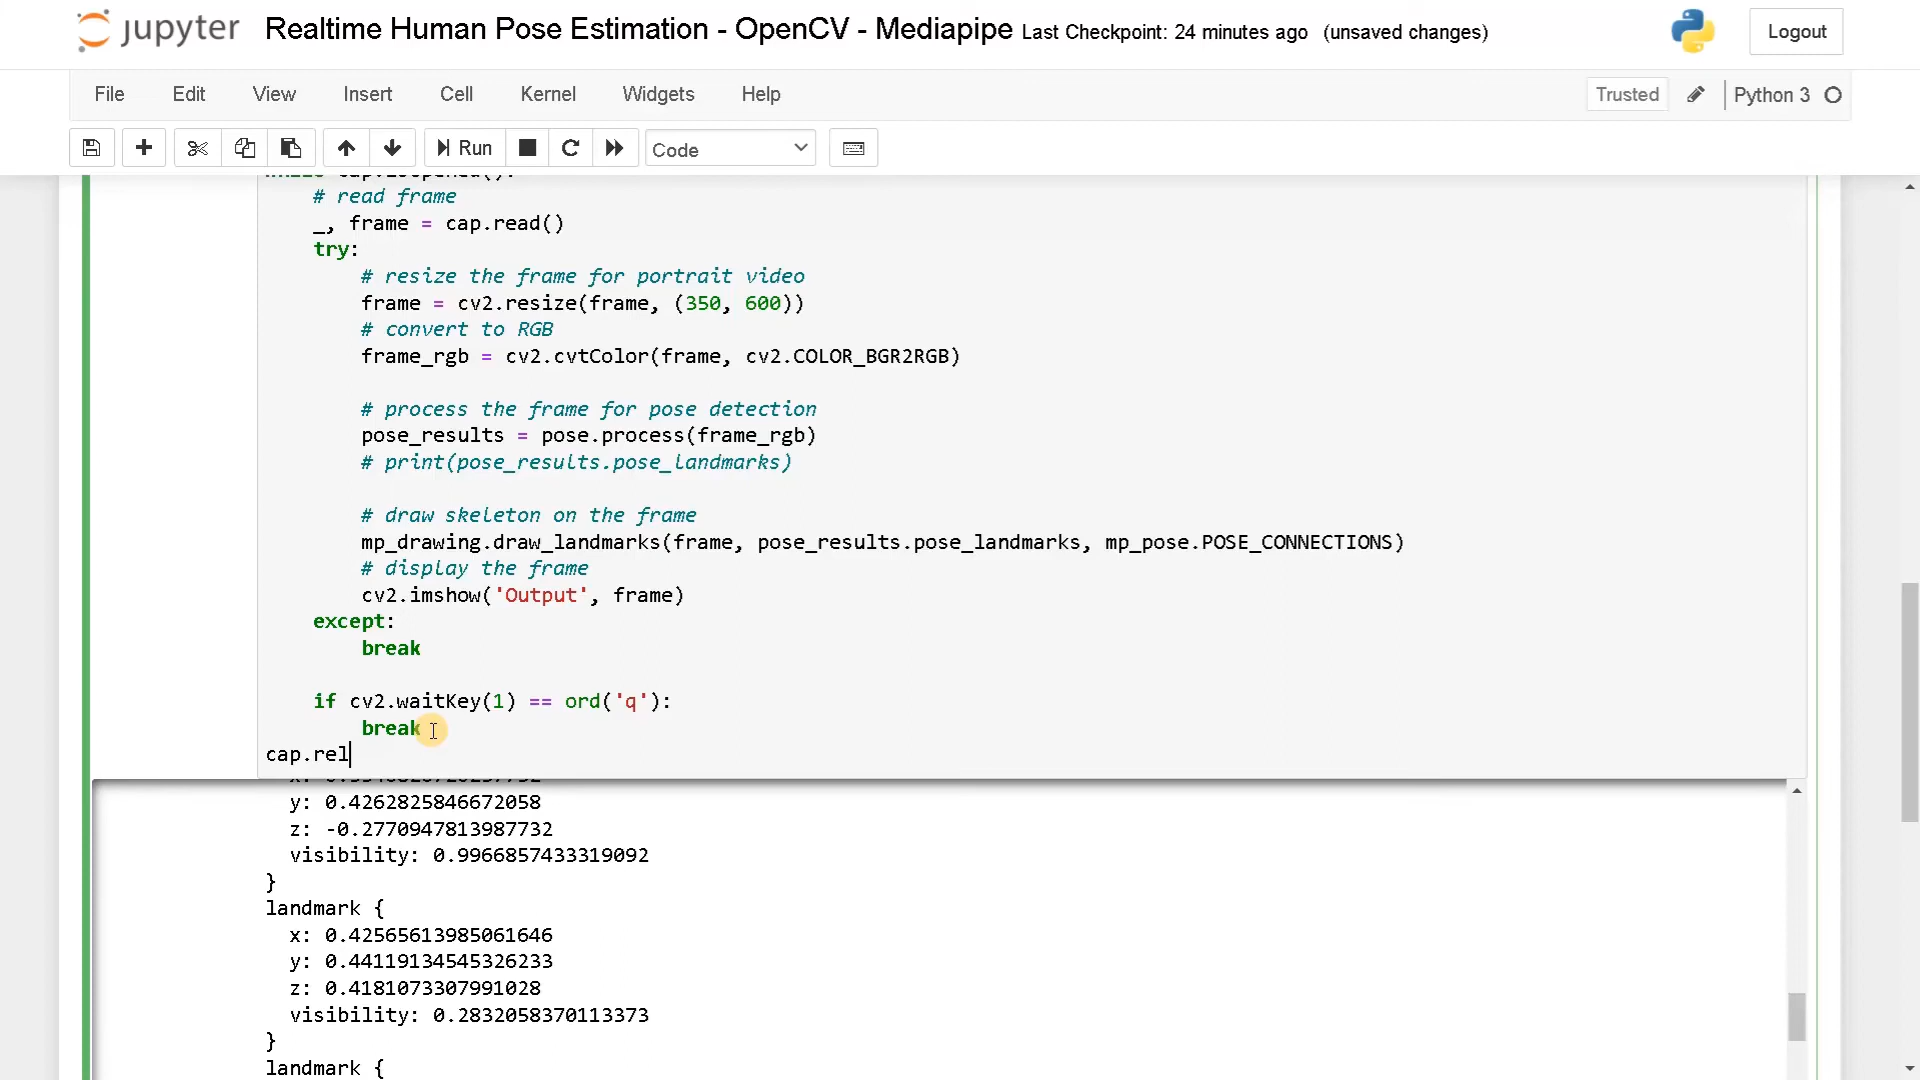 jupyter Realtime Human Pose Estimation - OpenCV - Mediapipe Last Checkpoint: 24 minutes ago (unsaved changes) Logout
File Edit View Insert Cell Kernel Widgets Help Trusted Python 3
Run Code
# read frame
_, frame = cap.read()
try:
# resize the frame for portrait video
frame = cv2.resize(frame, (350, 600))
# convert to RGB
frame_rgb = cv2.cvtColor(frame, cv2.COLOR_BGR2RGB)
# process the frame for pose detection
pose_results = pose.process(frame_rgb)
# print(pose_results.pose_landmarks)
# draw skeleton on the frame
mp_drawing.draw_landmarks(frame, pose_results.pose_landmarks, mp_pose.POSE_CONNECTIONS)
# display the frame
cv2.imshow('Output', frame)
except:
break
if cv2.waitKey(1) == ord('q'):
break
cap.rel
y: 0.4262825846672058
z: -0.2770947813987732
visibility: 0.9966857433319092
}
landmark {
x: 0.42565613985061646
y: 0.44119134545326233
z: 0.4181073307991028
visibility: 0.2832058370113373
}
landmark {